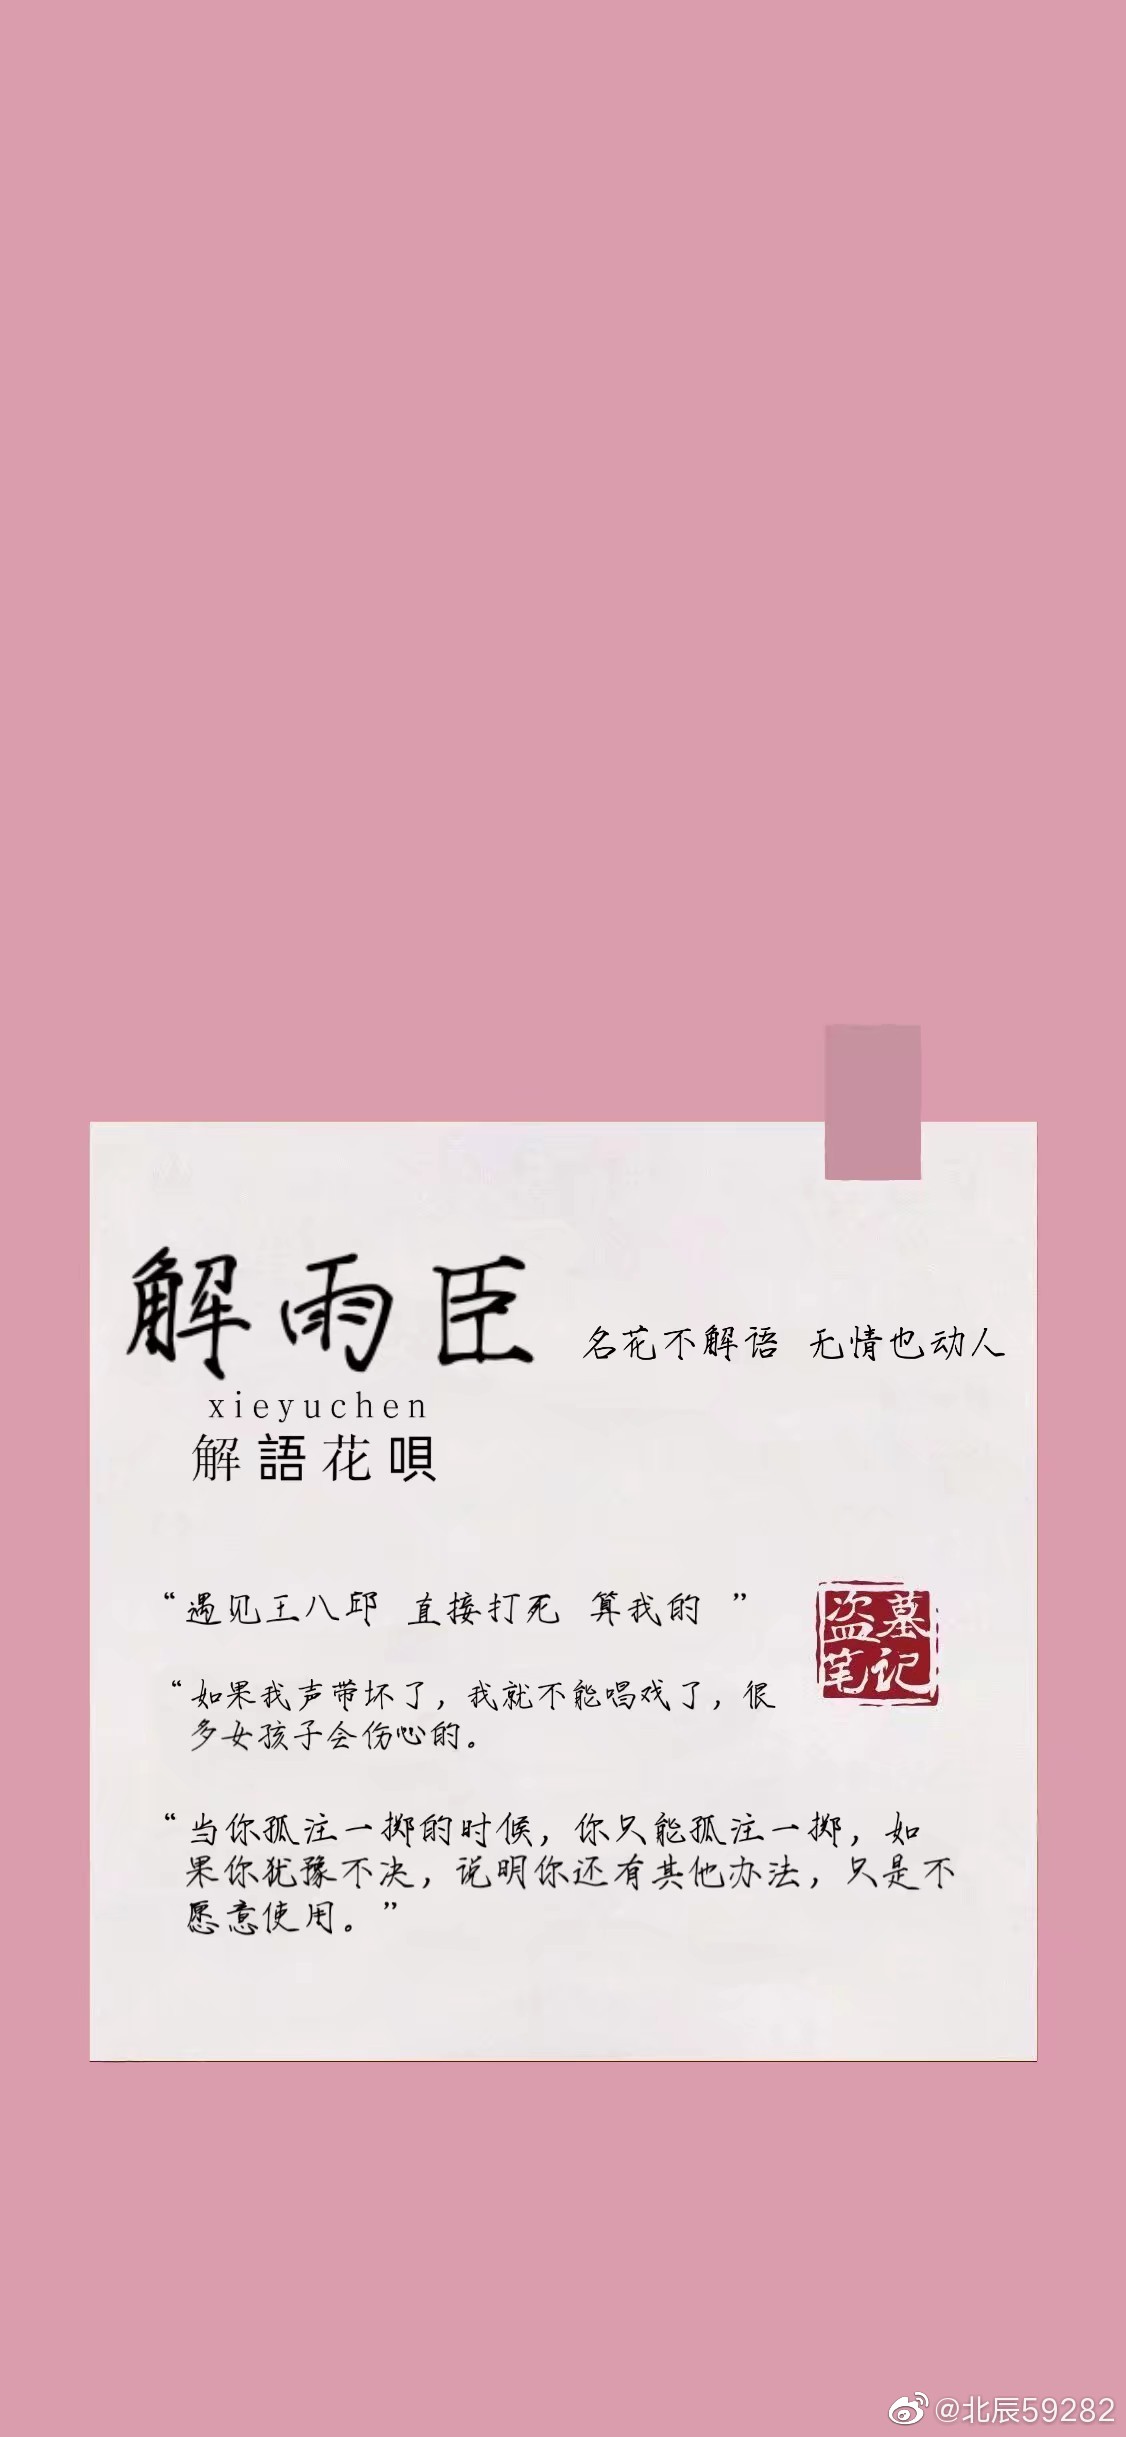 解雨臣
名花不解语 无情也动人
xieyuchen
解語花唄
“遇见王八邱 直接打死 算我的 ”
盗墓
笔记
“如果我声带坏了，我就不能唱戏了，很
多女孩子会伤心的。
“当你孤注一掷的时候，你只能孤注一掷，如
果你犹豫不决，说明你还有其他办法，只是不
愿意使用。”
@北辰59282